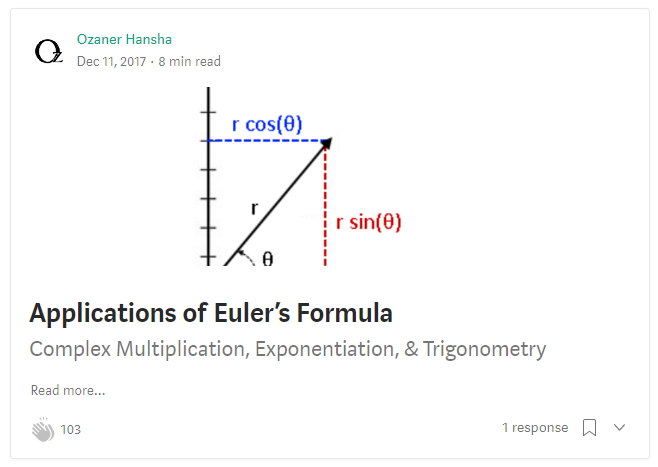 Oz
Ozaner Hansha
Dec 11, 2017 · 8 min read
r cos(θ)
r
r sin(θ)
θ
Applications of Euler’s Formula
Complex Multiplication, Exponentiation, & Trigonometry
Read more...
103
1 response